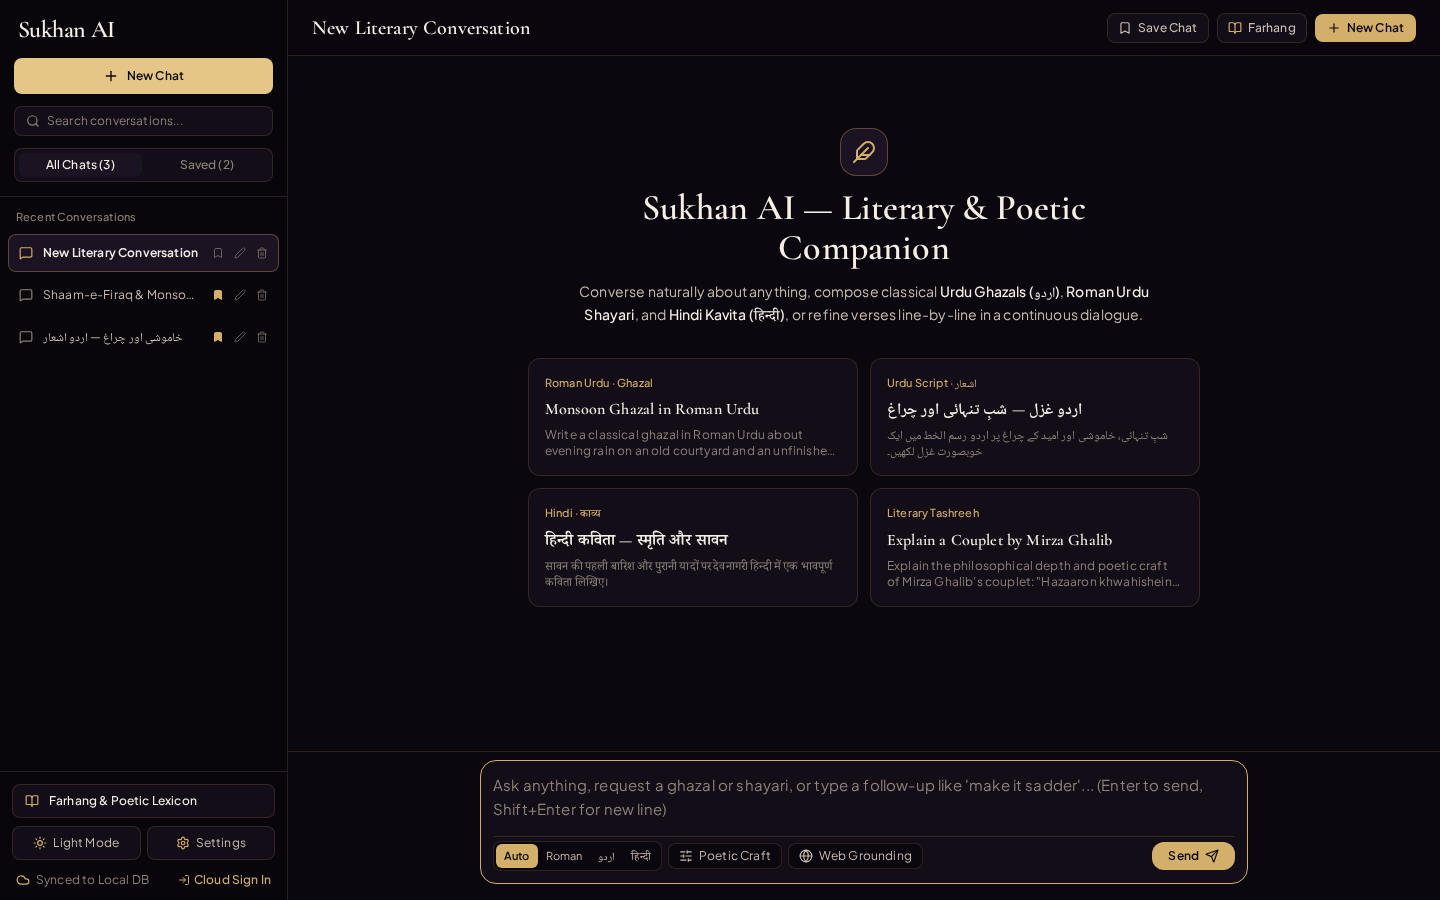 Sukhan AI
New Chat
Search conversations...
All Chats (3)
Saved (2)
Recent Conversations
New Literary Conversation
Shaam-e-Firaq & Monso...
خاموشی اور چراغ — اردو اشعار
Farhang & Poetic Lexicon
Light Mode
Settings
Synced to Local DB
Cloud Sign In
New Literary Conversation
Save Chat
Farhang
New Chat
Sukhan AI — Literary & Poetic
Companion
Converse naturally about anything, compose classical Urdu Ghazals (اردو), Roman Urdu
Shayari, and Hindi Kavita (हिन्दी), or refine verses line-by-line in a continuous dialogue.
Roman Urdu · Ghazal
Monsoon Ghazal in Roman Urdu
Write a classical ghazal in Roman Urdu about
evening rain on an old courtyard and an unfinishe...
Urdu Script · اشعار
اردو غزل — شبِ تنہائی اور چراغ
شبِ تنہائی، خاموشی اور امید کے چراغ پر اردو رسم الخط میں ایک
خوبصورت غزل لکھیں۔
Hindi · काव्य
हिन्दी कविता — स्मृति और सावन
सावन की पहली बारिश और पुरानी यादों पर देवनागरी हिन्दी में एक भावपूर्ण
कविता लिखिए।
Literary Tashreeh
Explain a Couplet by Mirza Ghalib
Explain the philosophical depth and poetic craft
of Mirza Ghalib's couplet: "Hazaaron khwahishein...
Ask anything, request a ghazal or shayari, or type a follow-up like 'make it sadder'... (Enter to send,
Shift+Enter for new line)
Auto
Roman
اردو
हिन्दी
Poetic Craft
Web Grounding
Send